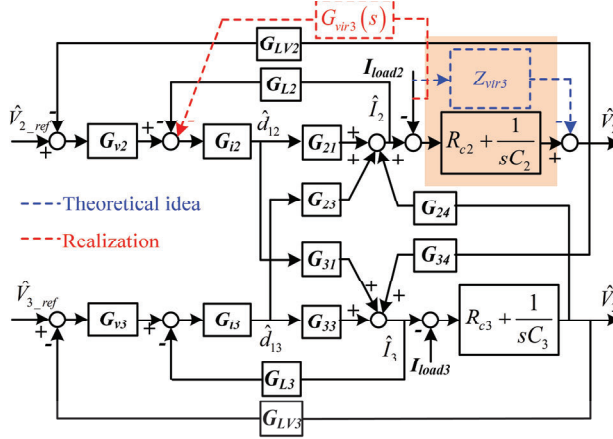 G_vir3(s)
G_LV2
I_load2
Z_vir3
G_L2
Î_2
V̂_2_ref
d̂_12
G_v2
G_i2
G_21
R_c2 + 1/sC_2
G_23
G_24
Theoretical idea
Realization
G_31
G_34
V̂_3_ref
G_v3
G_i3
G_33
R_c3 + 1/sC_3
d̂_13
Î_3
I_load3
G_L3
G_LV3